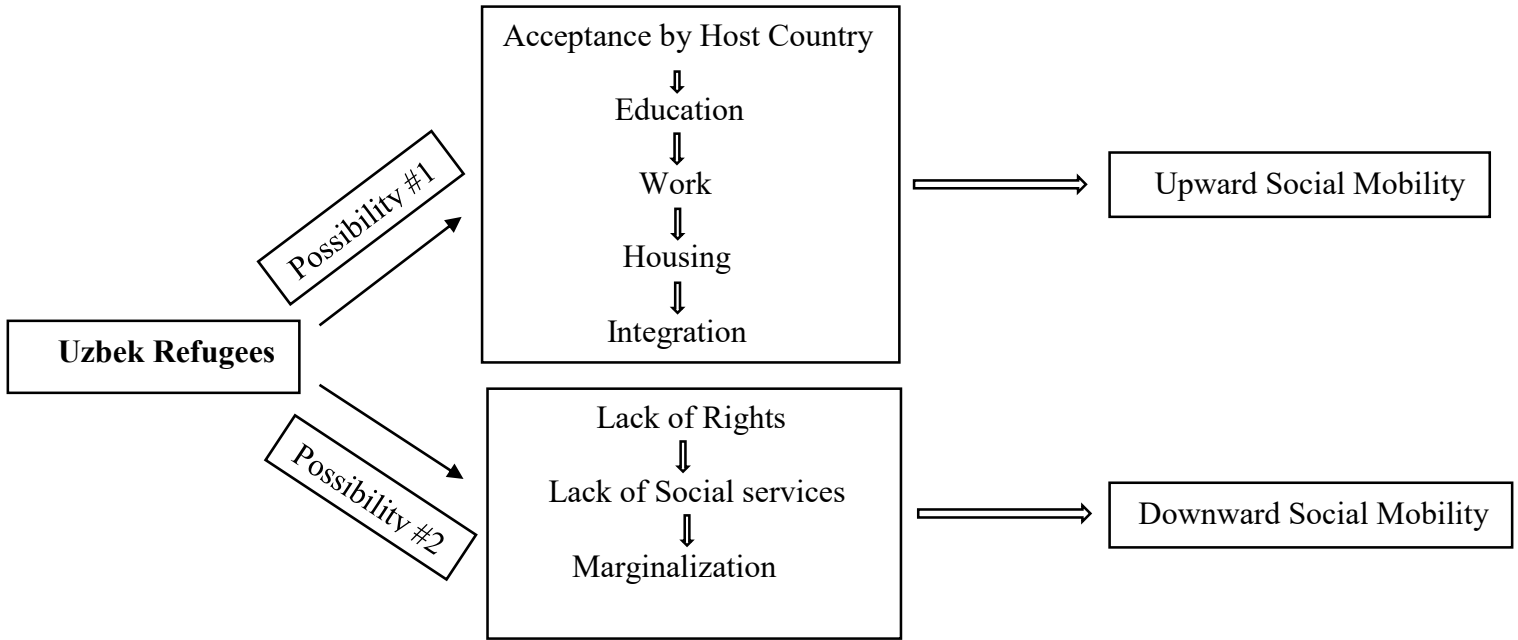 Uzbek Refugees
Possibility #1
Acceptance by Host Country
Education
Work
Housing
Integration
Upward Social Mobility
Possibility #2
Lack of Rights
Lack of Social services
Marginalization
Downward Social Mobility